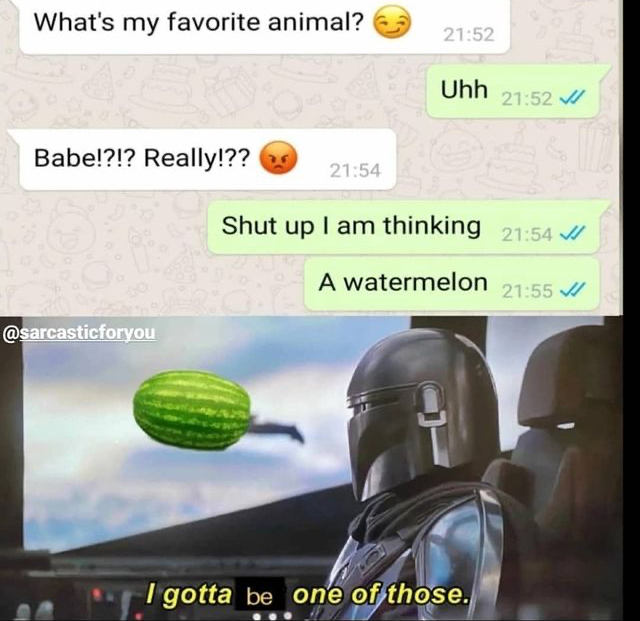 What's my favorite animal? 😏 21:52
Uhh 21:52
Babe!?!? Really!?? 😡 21:54
Shut up I am thinking 21:54
A watermelon 21:55
@sarcasticforyou
I gotta be one of those.